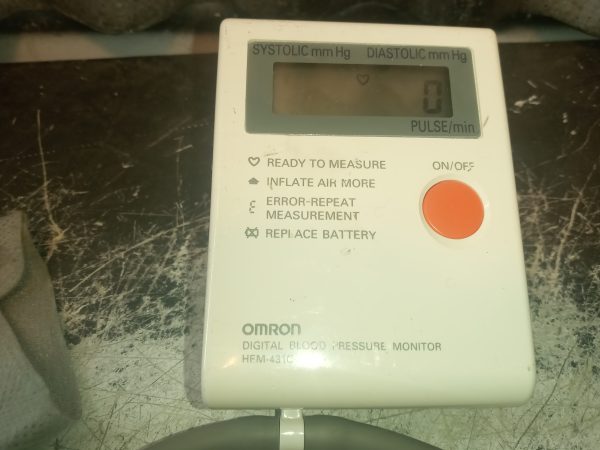 SYSTOLIC mm Hg DIASTOLIC mm Hg
0
PULSE/min
READY TO MEASURE
ON/OFF
INFLATE AIR MORE
ERROR-REPEAT
MEASUREMENT
REPLACE BATTERY
OMRON
DIGITAL BLOOD PRESSURE MONITOR